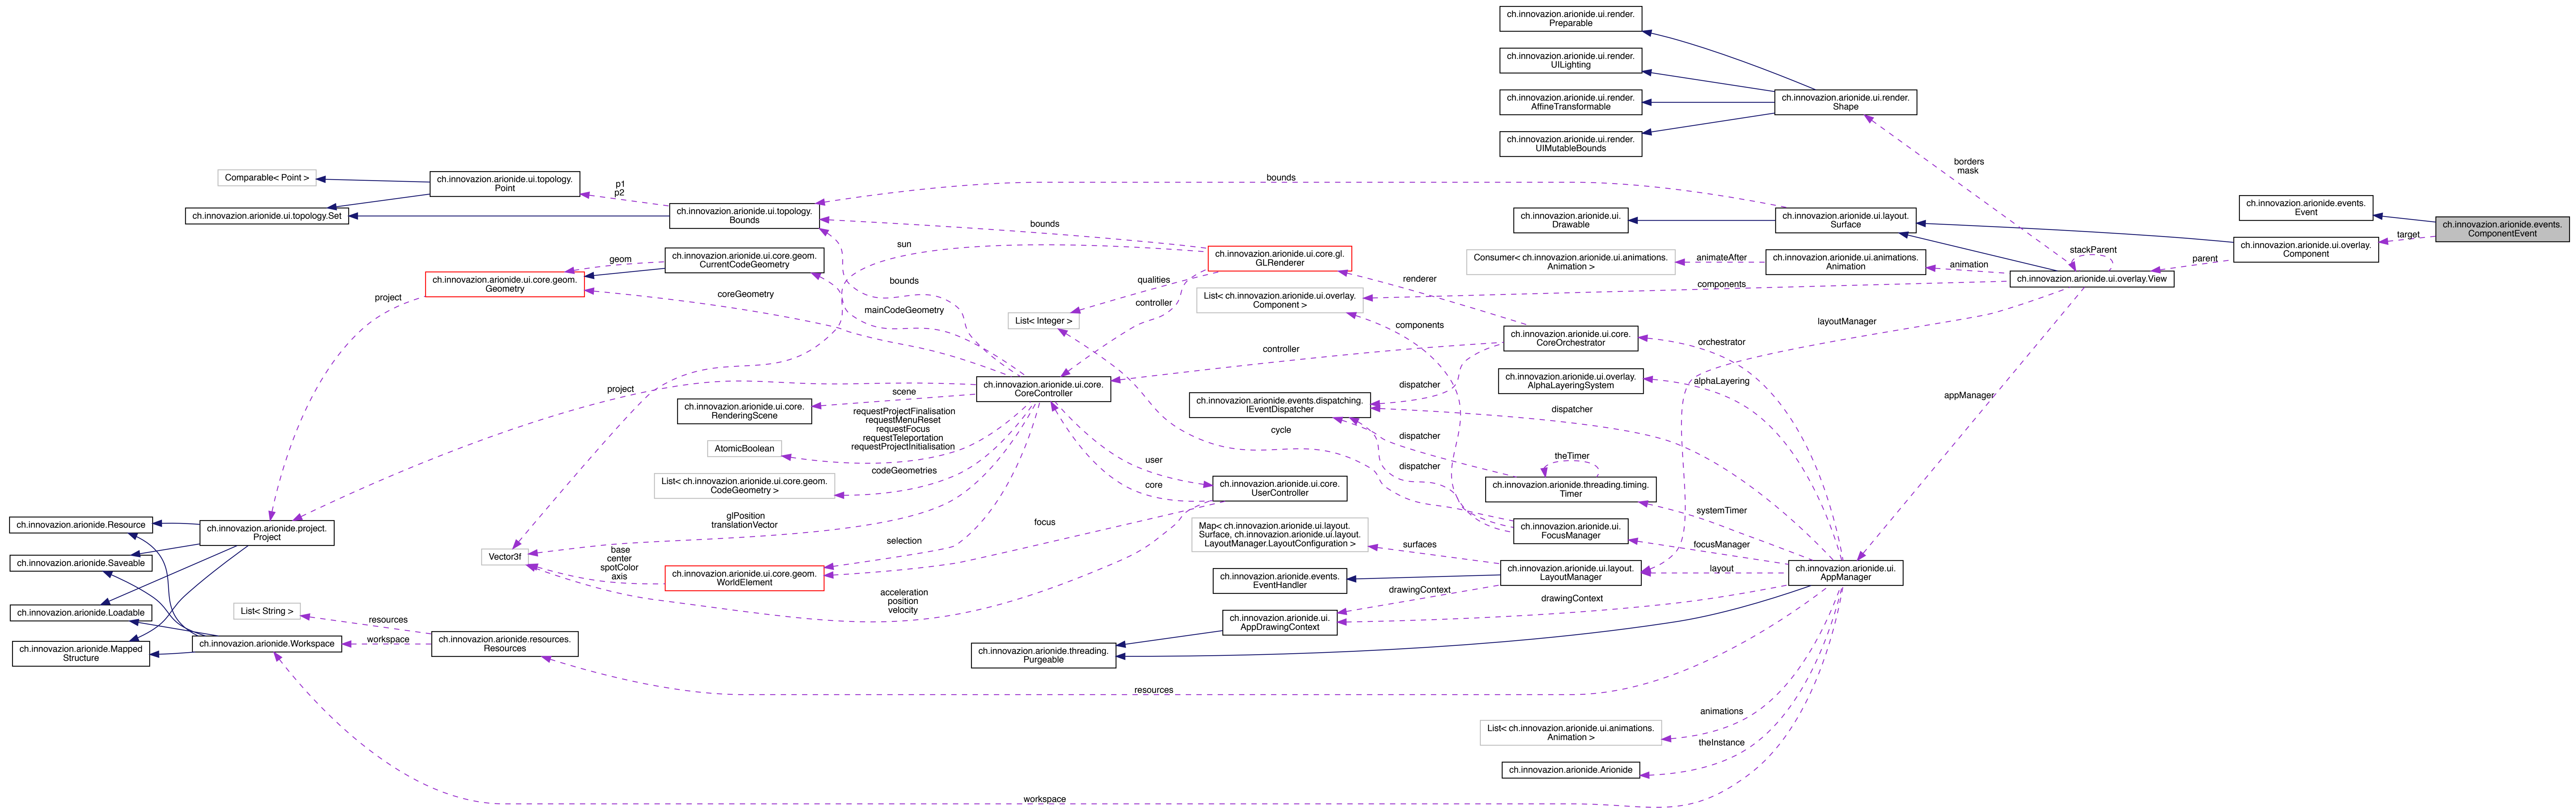 ch.innovazion.arionide.ui.render.
Preparable
ch.innovazion.arionide.ui.render.
UILighting
ch.innovazion.arionide.ui.render.
AffineTransformable
ch.innovazion.arionide.ui.render.
UIMutableBounds
ch.innovazion.arionide.ui.render.
Shape
borders
mask
Comparable< Point >
ch.innovazion.arionide.ui.topology.
Point
ch.innovazion.arionide.ui.topology.Set
p1
p2
ch.innovazion.arionide.ui.topology.
Bounds
bounds
bounds
sun
bounds
ch.innovazion.arionide.ui.
Drawable
ch.innovazion.arionide.ui.layout.
Surface
ch.innovazion.arionide.events.
Event
ch.innovazion.arionide.events.
ComponentEvent
target
ch.innovazion.arionide.ui.overlay.
Component
parent
stackParent
ch.innovazion.arionide.ui.overlay.View
animation
ch.innovazion.arionide.ui.animations.
Animation
animateAfter
Consumer< ch.innovazion.arionide.ui.animations.
Animation >
components
List< ch.innovazion.arionide.ui.overlay.
Component >
ch.innovazion.arionide.ui.core.gl.
GLRenderer
qualities
controller
renderer
List< Integer >
components
ch.innovazion.arionide.ui.core.geom.
CurrentCodeGeometry
geom
ch.innovazion.arionide.ui.core.geom.
Geometry
project
coreGeometry
mainCodeGeometry
layoutManager
ch.innovazion.arionide.ui.core.
CoreOrchestrator
orchestrator
controller
ch.innovazion.arionide.ui.overlay.
AlphaLayeringSystem
alphaLayering
appManager
ch.innovazion.arionide.ui.core.
CoreController
project
scene
ch.innovazion.arionide.ui.core.
RenderingScene
requestProjectFinalisation
requestMenuReset
requestFocus
requestTeleportation
requestProjectInitialisation
AtomicBoolean
codeGeometries
List< ch.innovazion.arionide.ui.core.geom.
CodeGeometry >
dispatcher
ch.innovazion.arionide.events.dispatching.
IEventDispatcher
dispatcher
cycle
dispatcher
dispatcher
user
core
ch.innovazion.arionide.ui.core.
UserController
theTimer
ch.innovazion.arionide.threading.timing.
Timer
systemTimer
glPosition
translationVector
focus
selection
Vector3f
base
center
spotColor
axis
ch.innovazion.arionide.ui.core.geom.
WorldElement
acceleration
position
velocity
Map< ch.innovazion.arionide.ui.layout.
Surface, ch.innovazion.arionide.ui.layout.
LayoutManager.LayoutConfiguration >
surfaces
ch.innovazion.arionide.ui.
FocusManager
focusManager
ch.innovazion.arionide.ui.layout.
LayoutManager
layout
ch.innovazion.arionide.ui.
AppManager
ch.innovazion.arionide.events.
EventHandler
drawingContext
drawingContext
ch.innovazion.arionide.ui.
AppDrawingContext
ch.innovazion.arionide.threading.
Purgeable
ch.innovazion.arionide.Resource
ch.innovazion.arionide.project.
Project
ch.innovazion.arionide.Saveable
ch.innovazion.arionide.Loadable
ch.innovazion.arionide.Mapped
Structure
ch.innovazion.arionide.Workspace
List< String >
resources
workspace
ch.innovazion.arionide.resources.
Resources
resources
animations
List< ch.innovazion.arionide.ui.animations.
Animation >
theInstance
ch.innovazion.arionide.Arionide
workspace